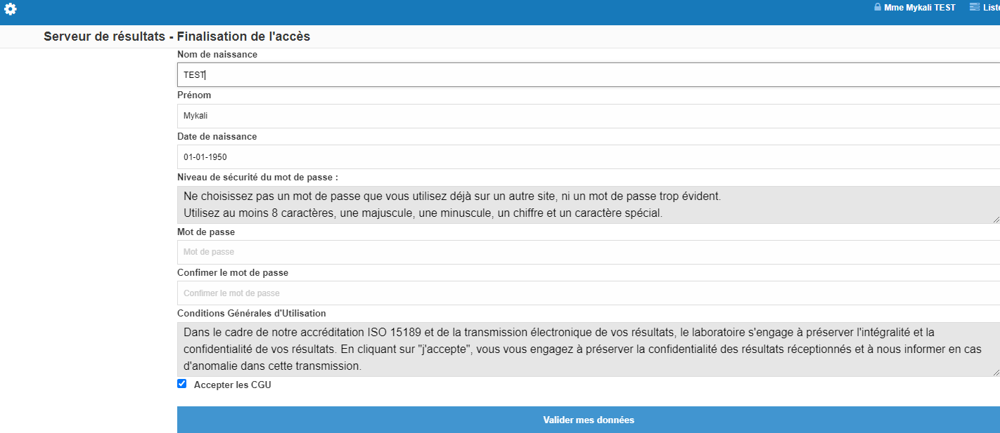 Mme Mykali TEST
Serveur de résultats - Finalisation de l'accès
Nom de naissance
TEST
Prénom
Mykali
Date de naissance
01-01-1950
Niveau de sécurité du mot de passe :
Ne choisissez pas un mot de passe que vous utilisez déjà sur un autre site, ni un mot de passe trop évident.
Utilisez au moins 8 caractères, une majuscule, une minuscule, un chiffre et un caractère spécial.
Mot de passe
Mot de passe
Confimer le mot de passe
Confimer le mot de passe
Conditions Générales d'Utilisation
Dans le cadre de notre accréditation ISO 15189 et de la transmission électronique de vos résultats, le laboratoire s'engage à préserver l'intégralité et la
confidentialité de vos résultats. En cliquant sur "j'accepte", vous vous engagez à préserver la confidentialité des résultats réceptionnés et à nous informer en cas
d'anomalie dans cette transmission.
Accepter les CGU
Valider mes données